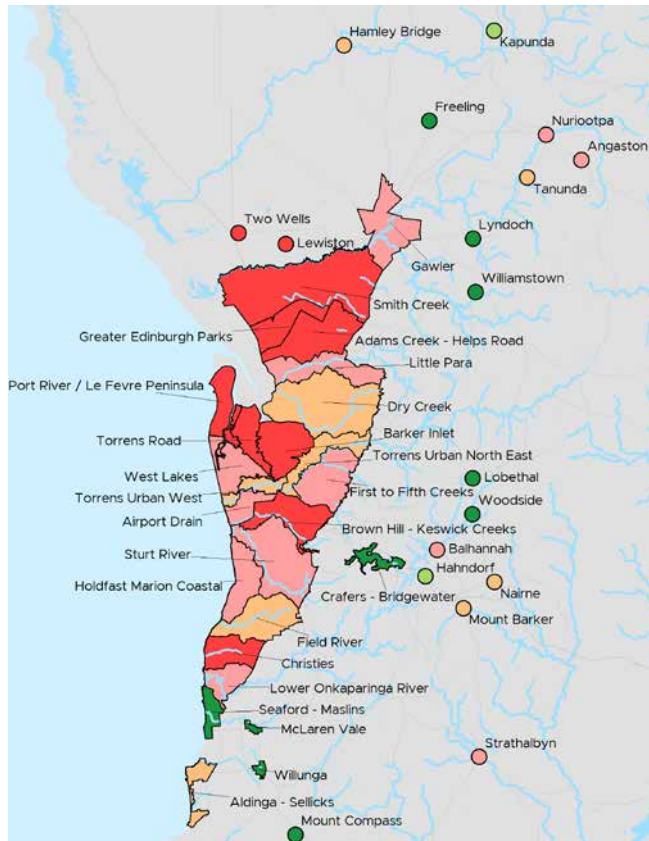 Hamley Bridge
Kapunda
Freeling
Nuriootpa
Angaston
Tanunda
Two Wells
Lewiston
Lyndoch
Gawler
Williamstown
Smith Creek
Greater Edinburgh Parks
Adams Creek - Helps Road
Little Para
Port River / Le Fevre Peninsula
Dry Creek
Torrens Road
Barker Inlet
Torrens Urban North East
West Lakes
Lobethal
First to Fifth Creeks
Torrens Urban West
Woodside
Airport Drain
Brown Hill - Keswick Creeks
Sturt River
Balhannah
Hahndorf
Holdfast Marion Coastal
Crafers - Bridgewater
Nairne
Mount Barker
Field River
Christies
Lower Onkaparinga River
Seaford - Maslins
McLaren Vale
Strathalbyn
Willunga
Aldinga - Sellicks
Mount Compass